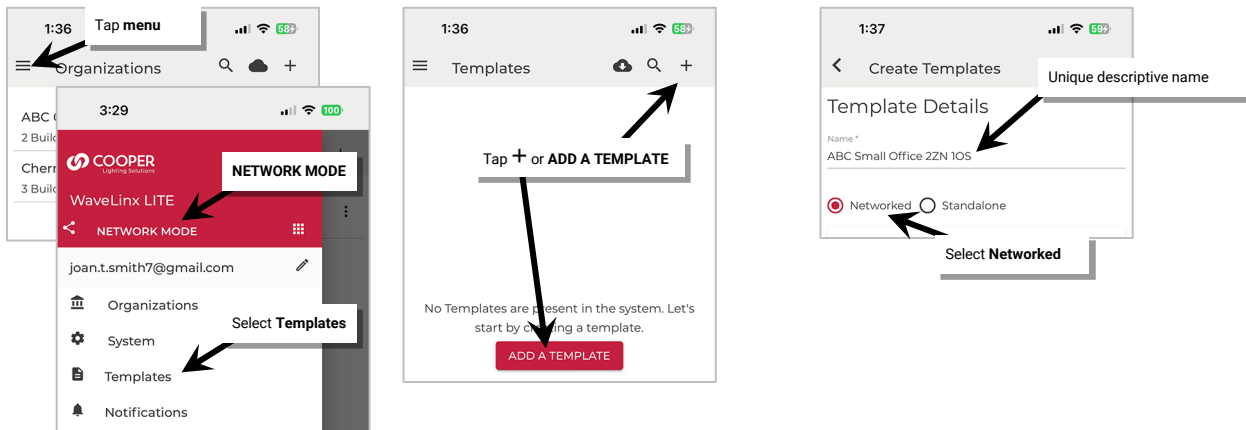 1:36
58
Tap menu
Organizations
ABC
2 Build
Cherr
3 Build
3:29
100
COOPER
Lighting Solutions
NETWORK MODE
WaveLinx LITE
NETWORK MODE
joan.t.smith7@gmail.com
Organizations
Select Templates
System
Templates
Notifications
1:36
58
Templates
Tap + or ADD A TEMPLATE
No Templates are present in the system. Let's
start by creating a template.
ADD A TEMPLATE
1:37
59
Create Templates
Unique descriptive name
Template Details
Name *
ABC Small Office 2ZN 1OS
Networked Standalone
Select Networked